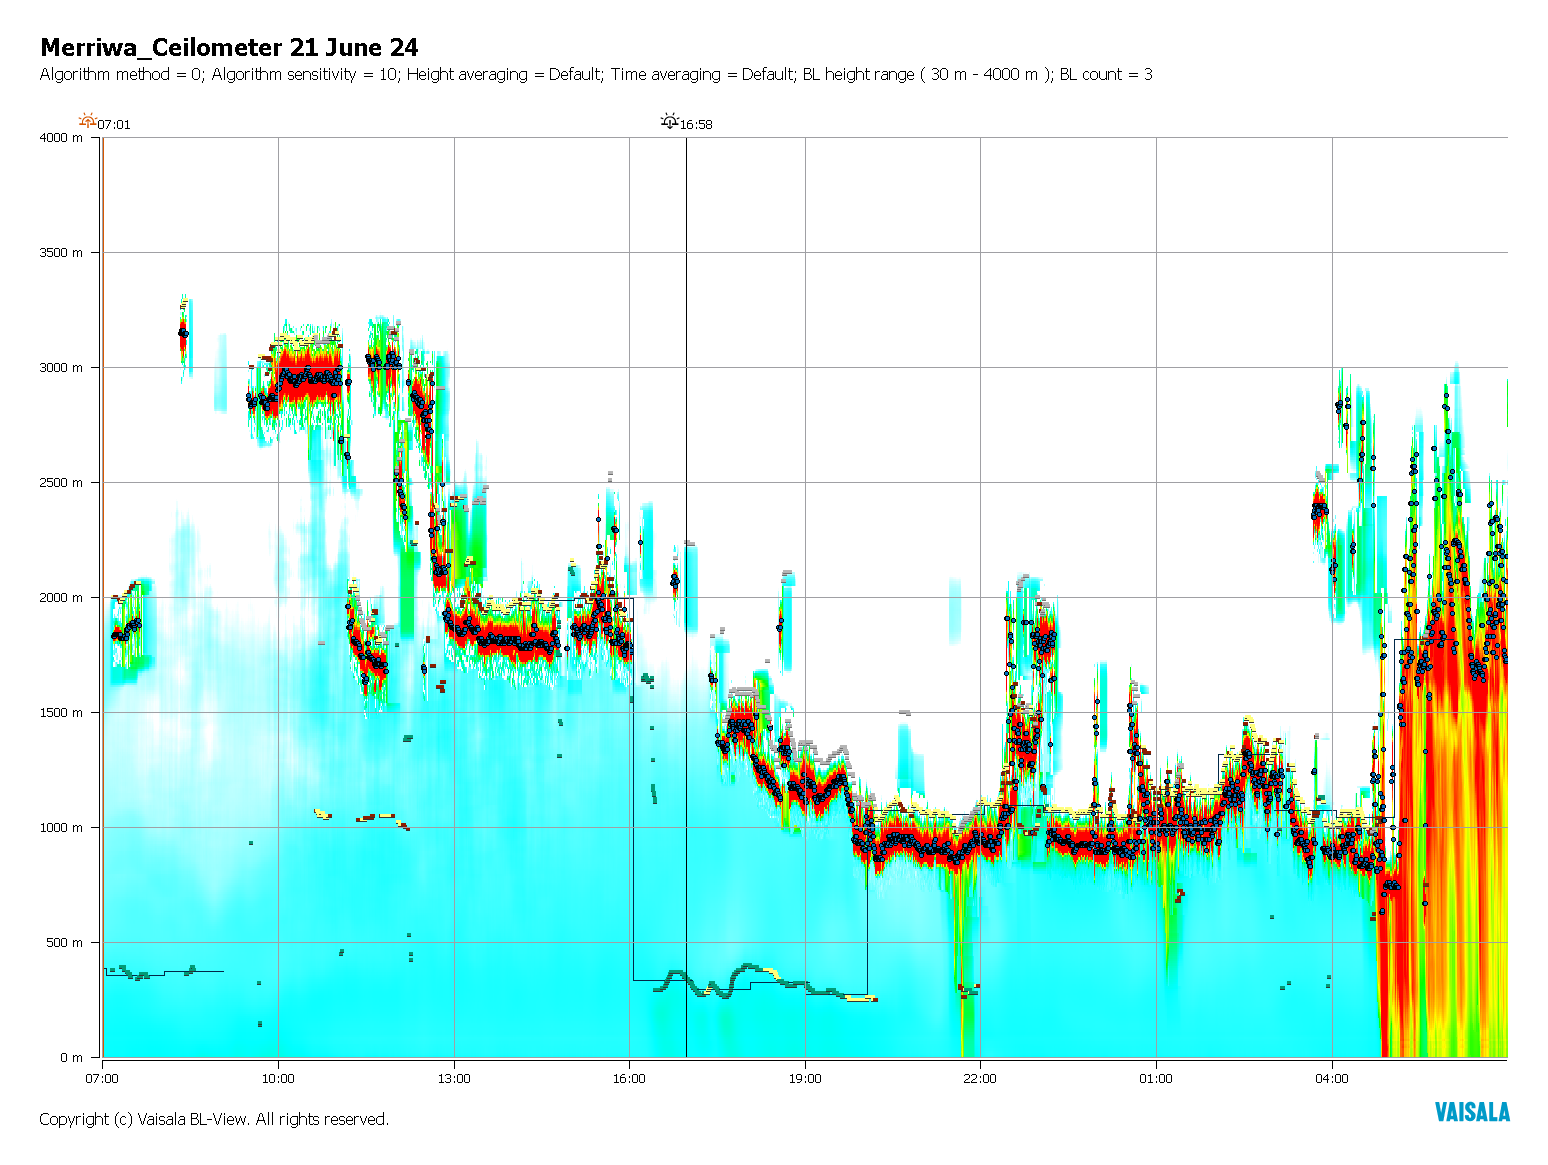 Merriwa_Ceilometer 21 June 24
Algorithm method = 0; Algorithm sensitivity = 10; Height averaging = Default; Time averaging = Default; BL height range ( 30 m - 4000 m ); BL count = 3
07:01
16:58
4000 m
3500 m
3000 m
2500 m
2000 m
1500 m
1000 m
500 m
0 m
07:00 10:00 13:00 16:00 19:00 22:00 01:00 04:00
Copyright (c) Vaisala BL-View. All rights reserved.
VAISALA